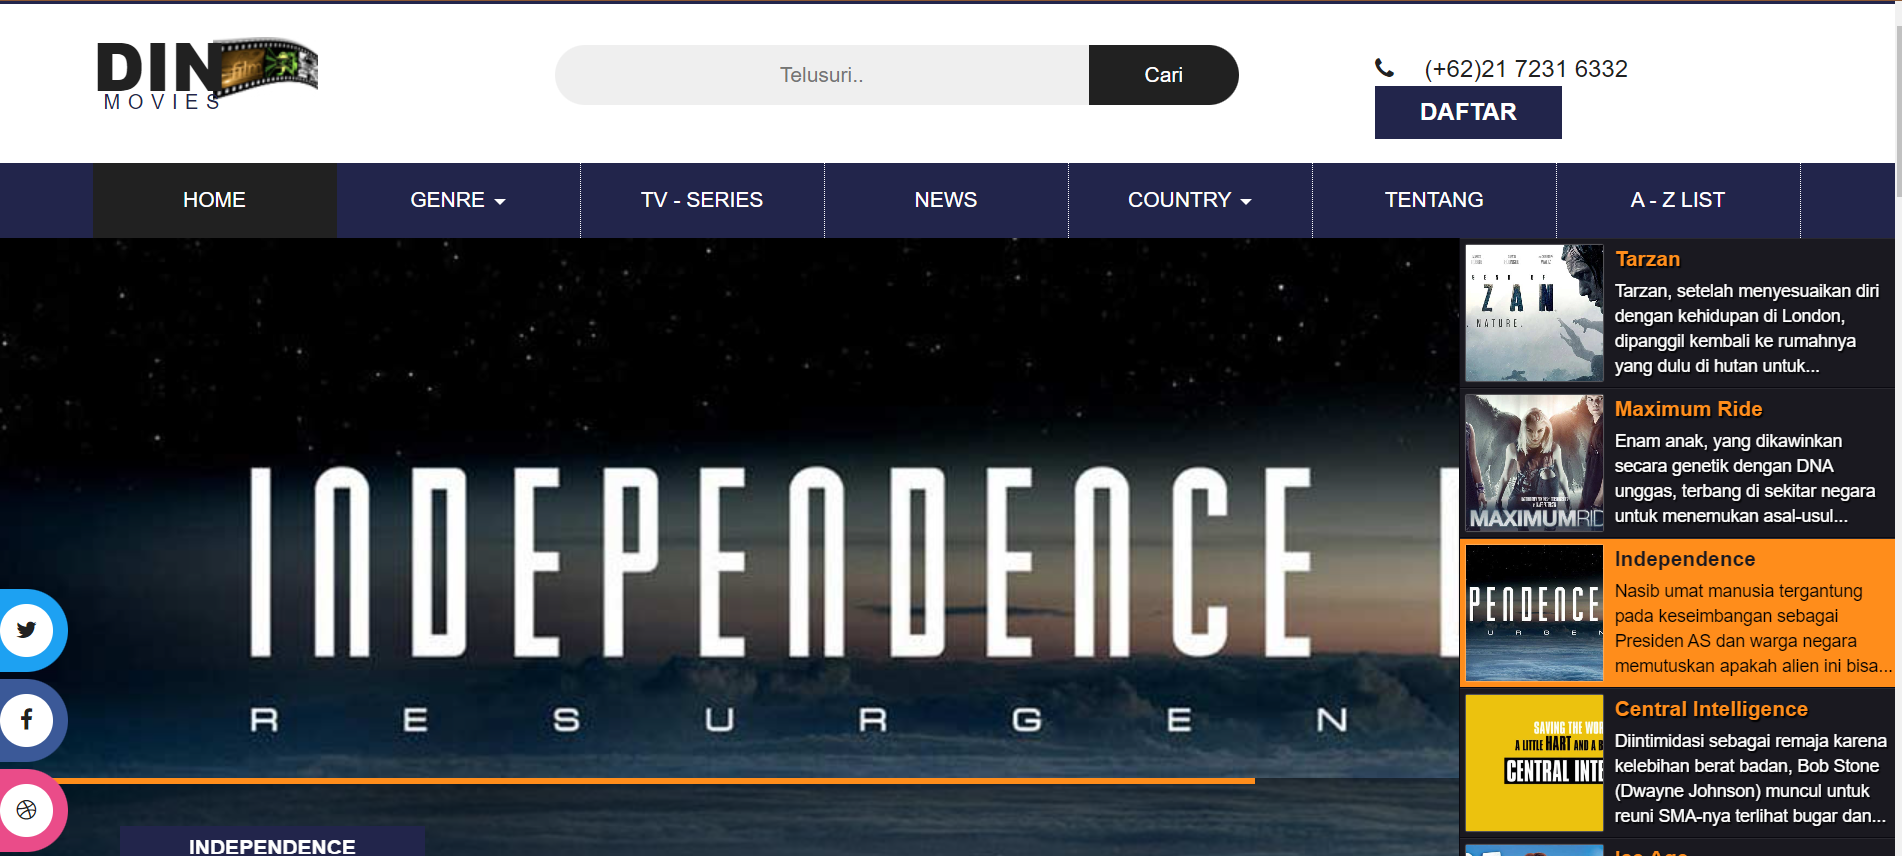 DIN
film
MOVIES
Telusuri..
Cari
(+62)21 7231 6332
DAFTAR
HOME
GENRE
TV - SERIES
NEWS
COUNTRY
TENTANG
A - Z LIST
INDEPENDENCE
RESURGEN
INDEPENDENCE
ZAN
NATURE.
Tarzan
Tarzan, setelah menyesuaikan diri
dengan kehidupan di London,
dipanggil kembali ke rumahnya
yang dulu di hutan untuk...
MAXIMUM RID
Maximum Ride
Enam anak, yang dikawinkan
secara genetik dengan DNA
unggas, terbang di sekitar negara
untuk menemukan asal-usul...
PENDENCE
URGEN
Independence
Nasib umat manusia tergantung
pada keseimbangan sebagai
Presiden AS dan warga negara
memutuskan apakah alien ini bisa...
SAVING THE WOR
A LITTLE HART AND A B
CENTRAL INTE
Central Intelligence
Diintimidasi sebagai remaja karena
kelebihan berat badan, Bob Stone
(Dwayne Johnson) muncul untuk
reuni SMA-nya terlihat bugar dan...
Ice Age